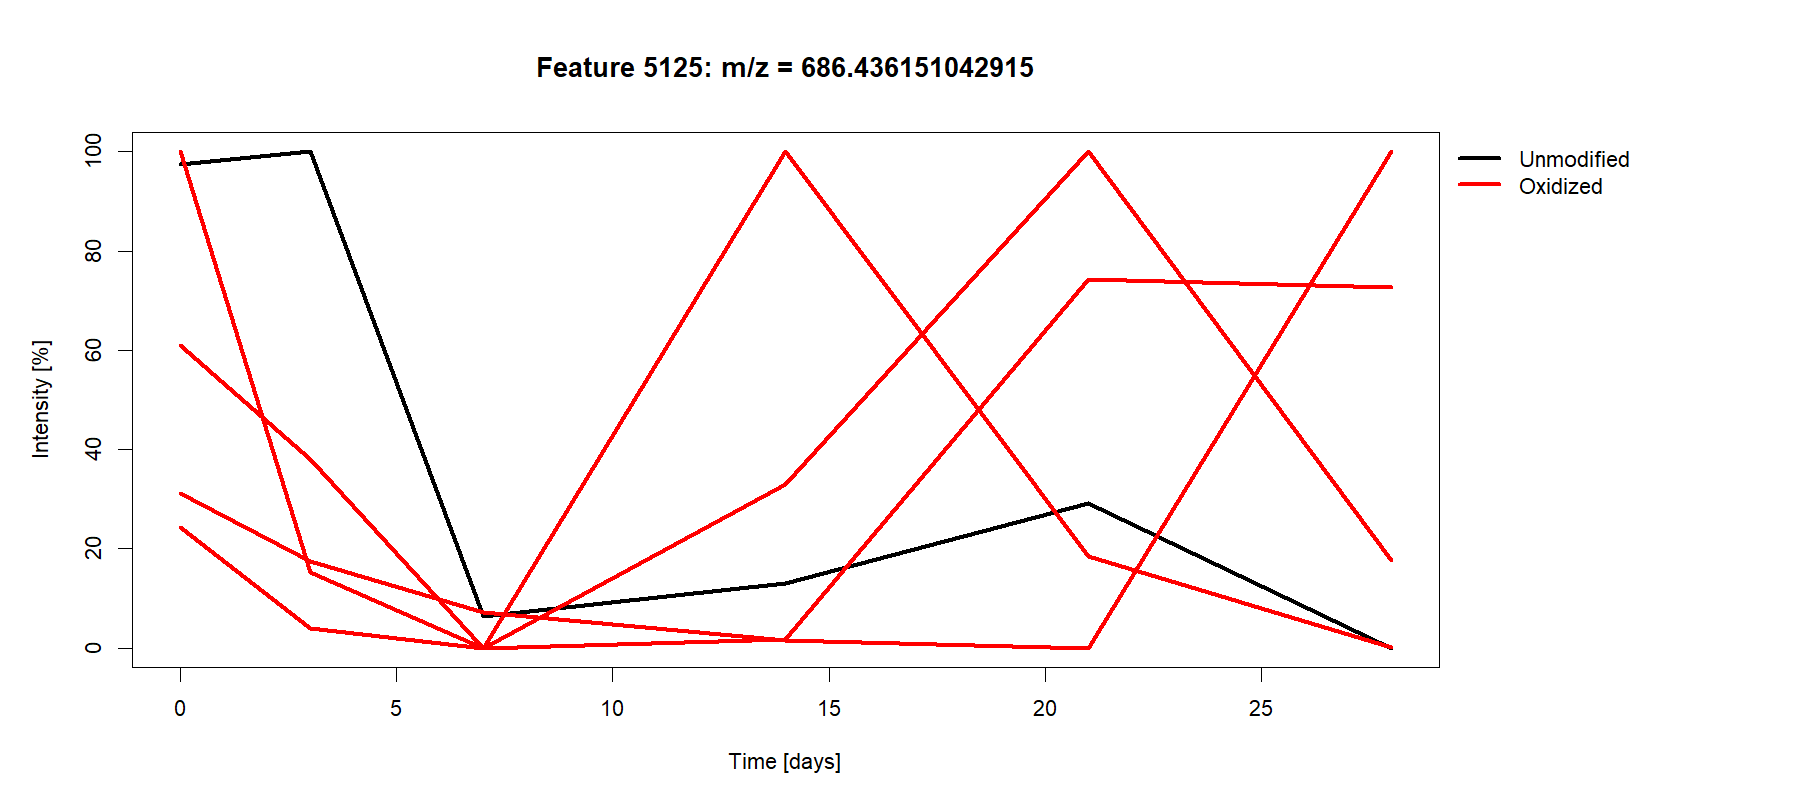 Feature 5125: m/z = 686.436151042915
Unmodified
Oxidized
100
80
60
40
20
0
Intensity [%]
0 5 10 15 20 25
Time [days]